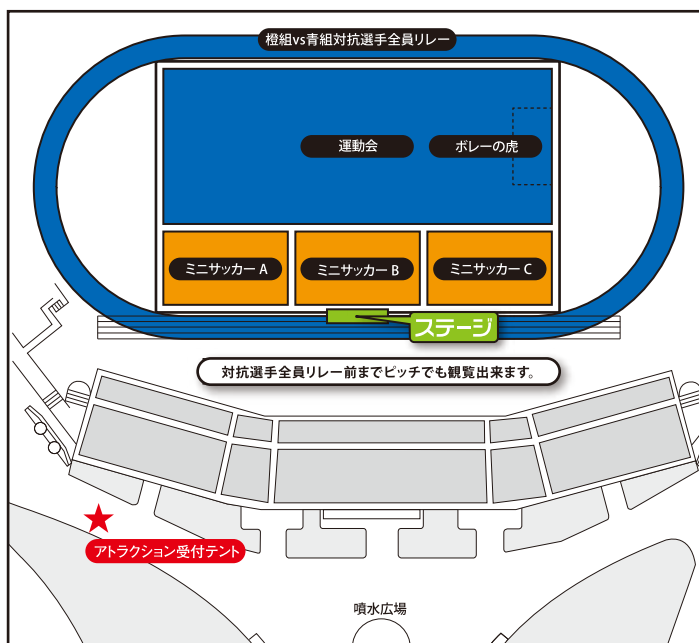 橙組vs青組対抗選手全員リレー
運動会
ボレーの虎
ミニサッカー A
ミニサッカー B
ミニサッカー C
ステージ
対抗選手全員リレー前までピッチでも観覧出来ます。
アトラクション受付テント
噴水広場